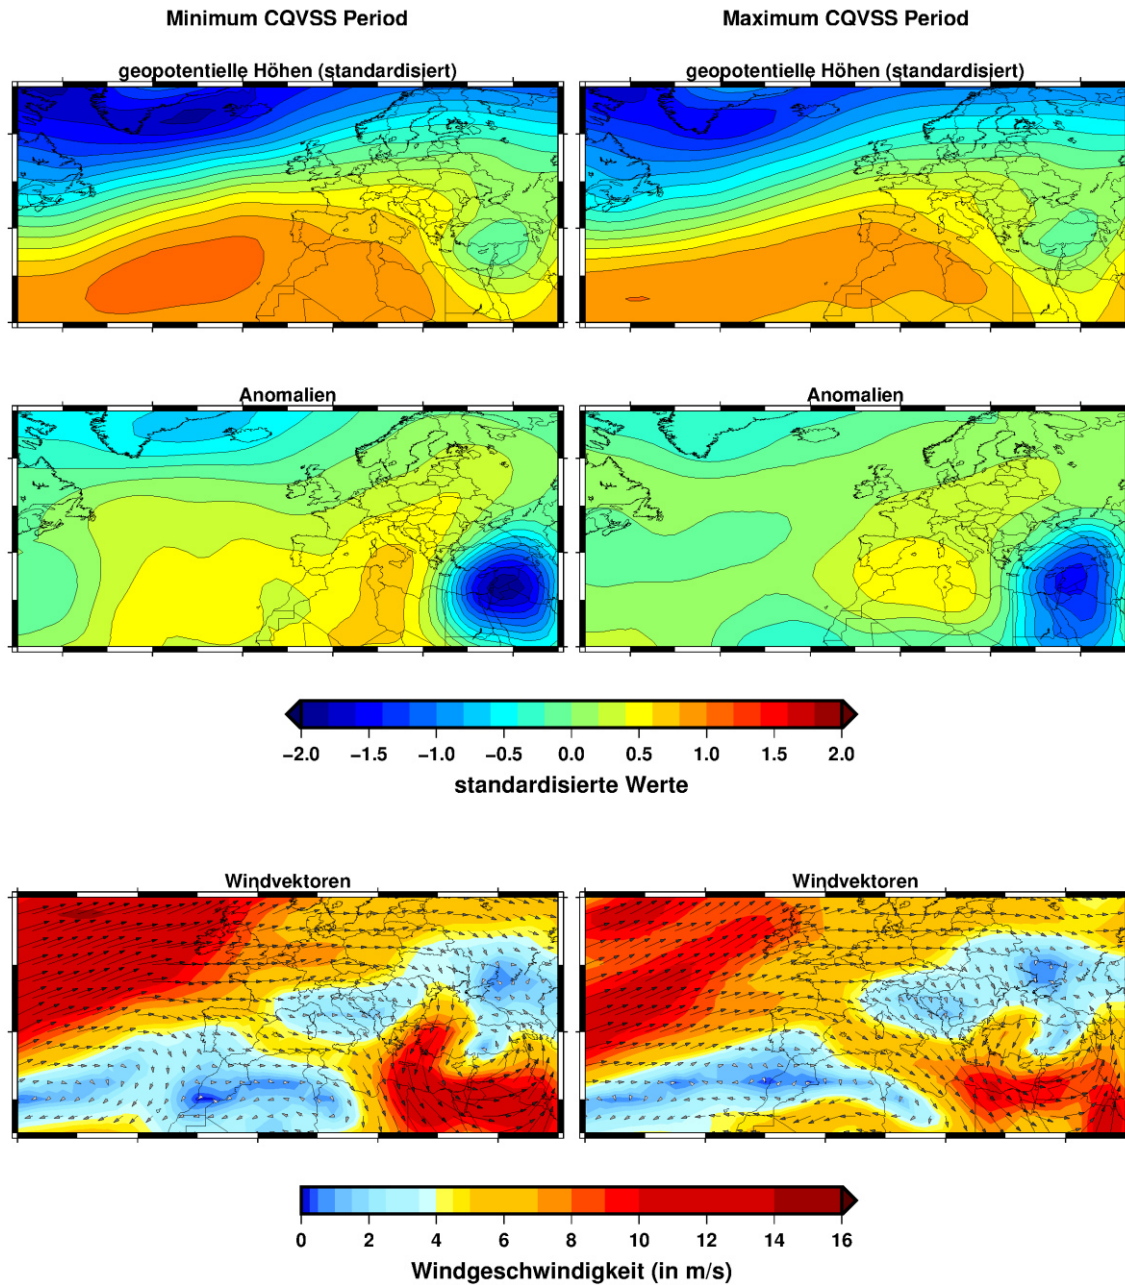 Minimum CQVSS Period
Maximum CQVSS Period
geopotentielle Höhen (standardisiert)
geopotentielle Höhen (standardisiert)
Anomalien
Anomalien
−2.0 −1.5 −1.0 −0.5 0.0 0.5 1.0 1.5 2.0
standardisierte Werte
Windvektoren
Windvektoren
0 2 4 6 8 10 12 14 16
Windgeschwindigkeit (in m/s)